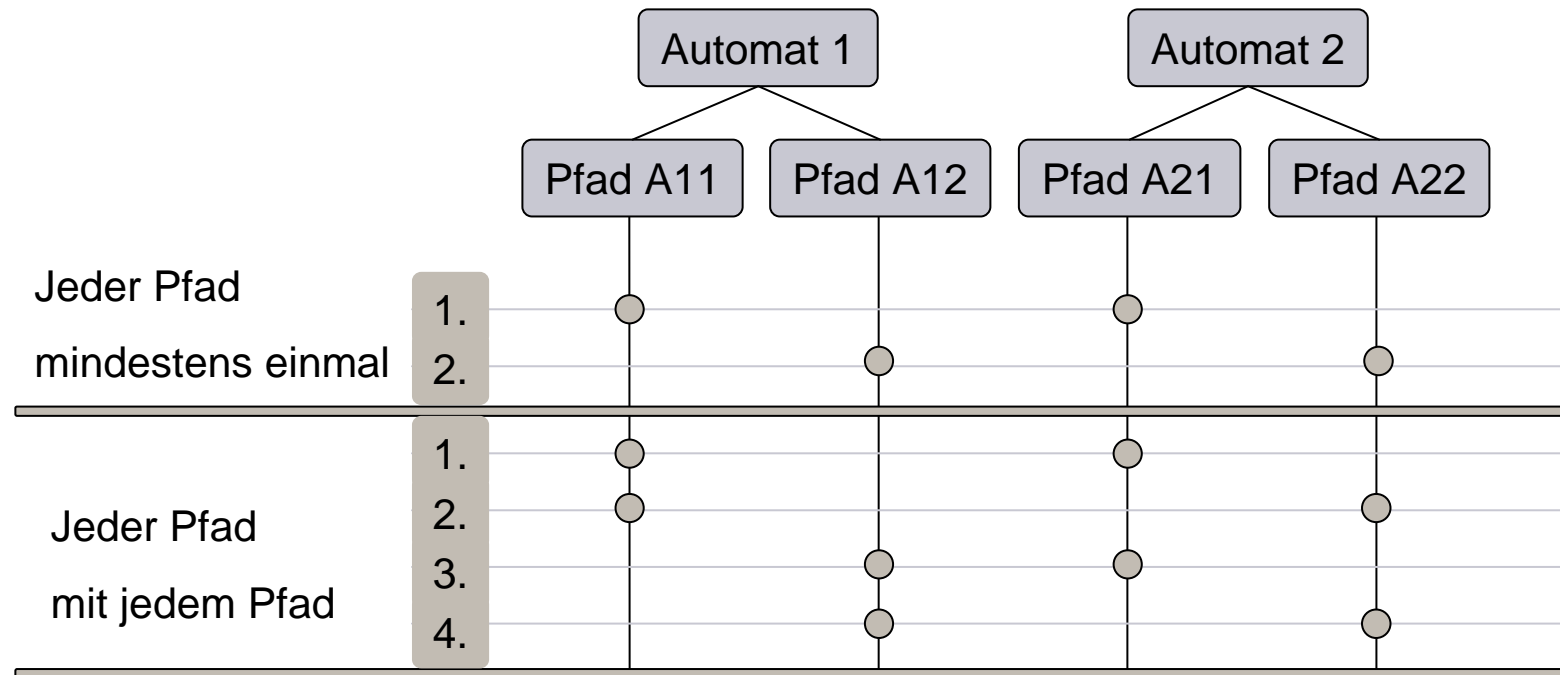 Automat 1
Automat 2
Pfad A11
Pfad A12
Pfad A21
Pfad A22
Jeder Pfad
mindestens einmal
1.
2.
Jeder Pfad
mit jedem Pfad
1.
2.
3.
4.